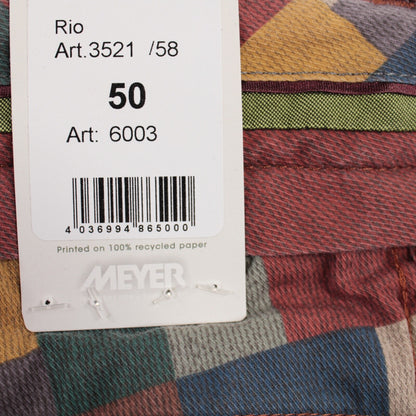 Rio
Art.3521 /58
50
Art: 6003
4 036994 865000
Printed on 100% recycled paper
MEYER